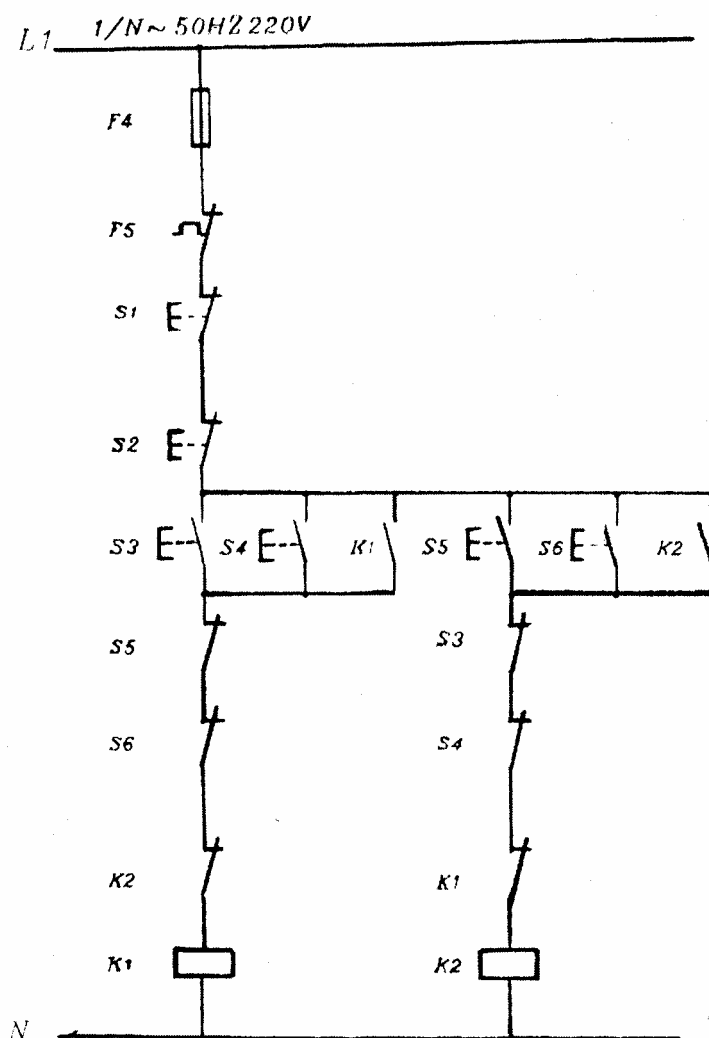 1/N~50HZ 220V
L1
F4
F5
S1
S2
S3 S4 K1 S5 S6 K2
S5 S3
S6 S4
K2 K1
K1 K2
N